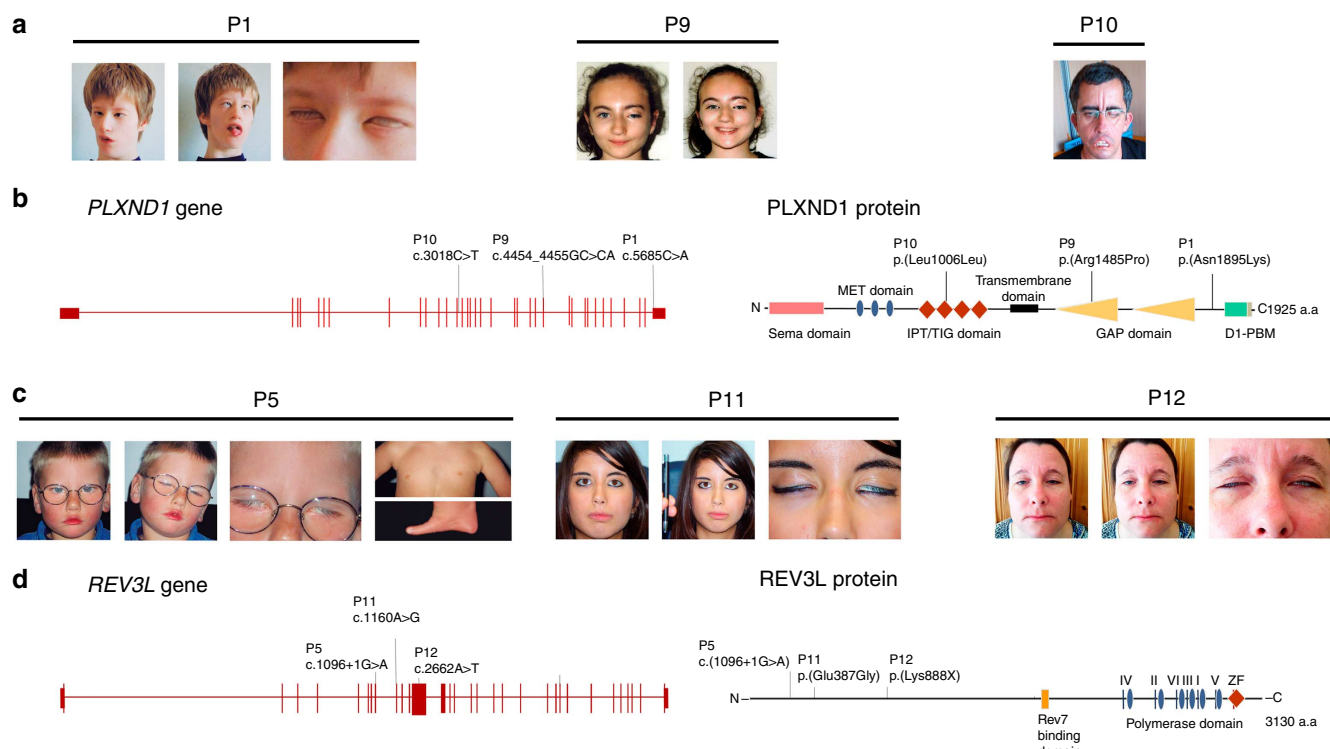 a
P1
P9
P10
b
PLXND1 gene
PLXND1 protein
P10
c.3018C>T
P9
c.4454_4455GC>CA
P1
c.5685C>A
P10
p.(Leu1006Leu)
P9
p.(Arg1485Pro)
P1
p.(Asn1895Lys)
MET domain
Transmembrane
domain
N
C1925 a.a
Sema domain
IPT/TIG domain
GAP domain
D1-PBM
c
P5
P11
P12
d
REV3L gene
REV3L protein
P11
c.1160A>G
P5
c.1096+1G>A
P12
c.2662A>T
P5
c.(1096+1G>A)
P11
p.(Glu387Gly)
P12
p.(Lys888X)
IV II VI III I V ZF
N
C
3130 a.a
Rev7
binding
Polymerase domain